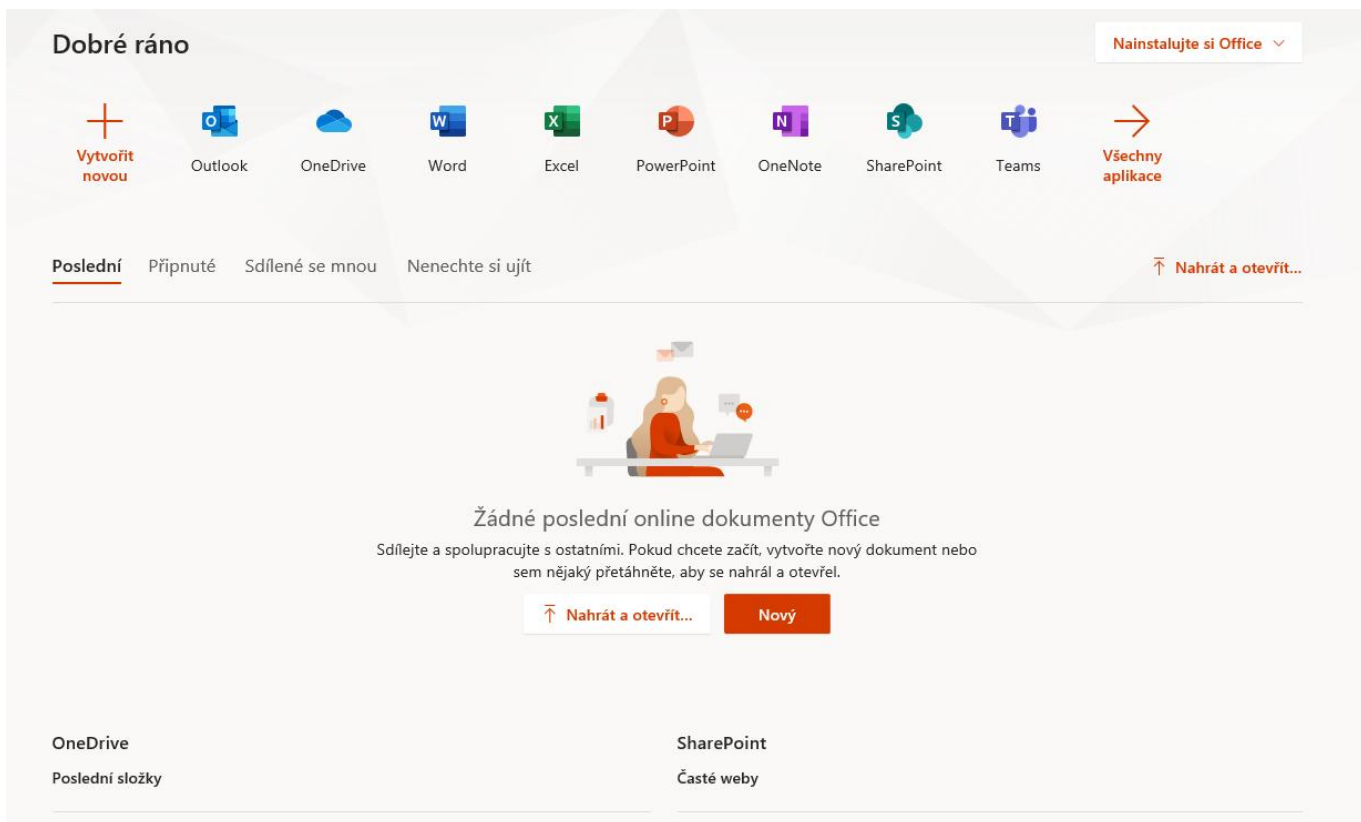 Dobré ráno
Nainstalujte si Office
Vytvořit
novou
Outlook
OneDrive
Word
Excel
PowerPoint
OneNote
SharePoint
Teams
Všechny
aplikace
Poslední
Připnuté
Sdílené se mnou
Nenechte si ujít
Nahrát a otevřít...
Žádné poslední online dokumenty Office
Sdílejte a spolupracujte s ostatními. Pokud chcete začít, vytvořte nový dokument nebo
sem nějaký přetáhněte, aby se nahrál a otevřel.
Nahrát a otevřít...
Nový
OneDrive
Poslední složky
SharePoint
Časté weby